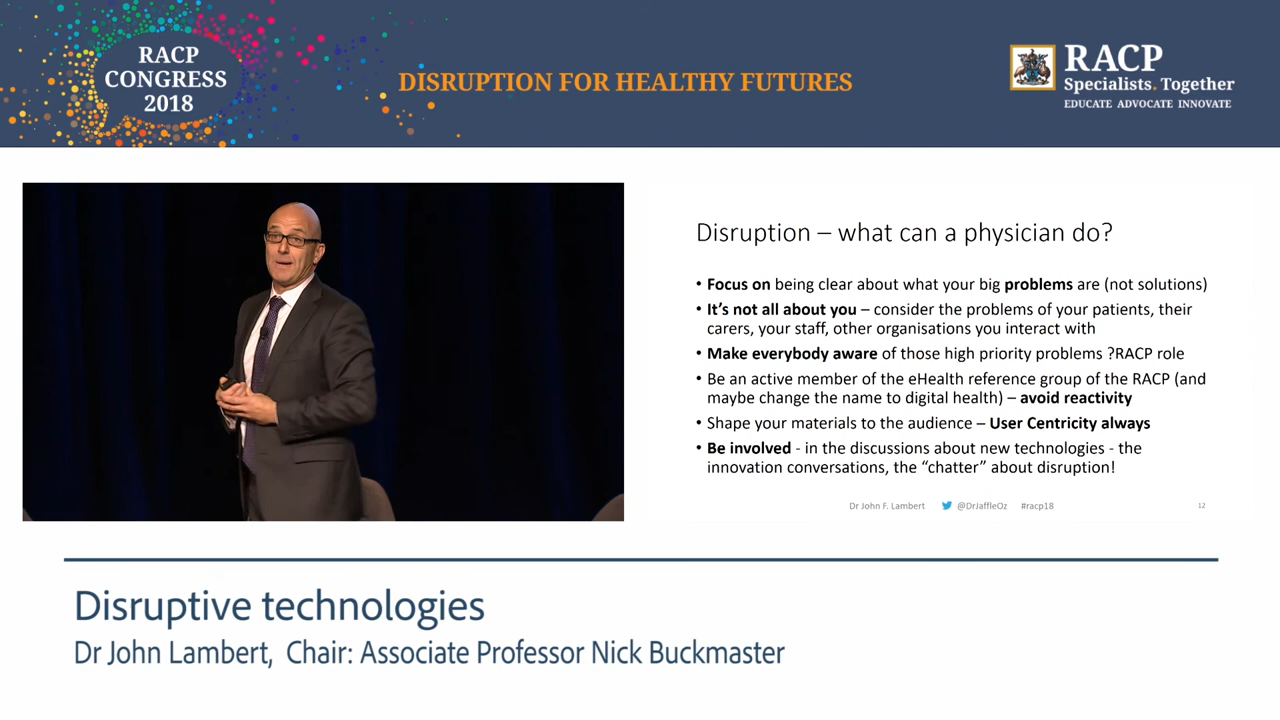 RACP
CONGRESS
2018
DISRUPTION FOR HEALTHY FUTURES
RACP
Specialists. Together
EDUCATE ADVOCATE INNOVATE
Disruption – what can a physician do?
• Focus on being clear about what your big problems are (not solutions)
• It’s not all about you – consider the problems of your patients, their
carers, your staff, other organisations you interact with
• Make everybody aware of those high priority problems ?RACP role
• Be an active member of the eHealth reference group of the RACP (and
maybe change the name to digital health) – avoid reactivity
• Shape your materials to the audience – User Centricity always
• Be involved - in the discussions about new technologies - the
innovation conversations, the “chatter” about disruption!
Dr John F. Lambert @DrJaffleOz #racp18 12
Disruptive technologies
Dr John Lambert, Chair: Associate Professor Nick Buckmaster